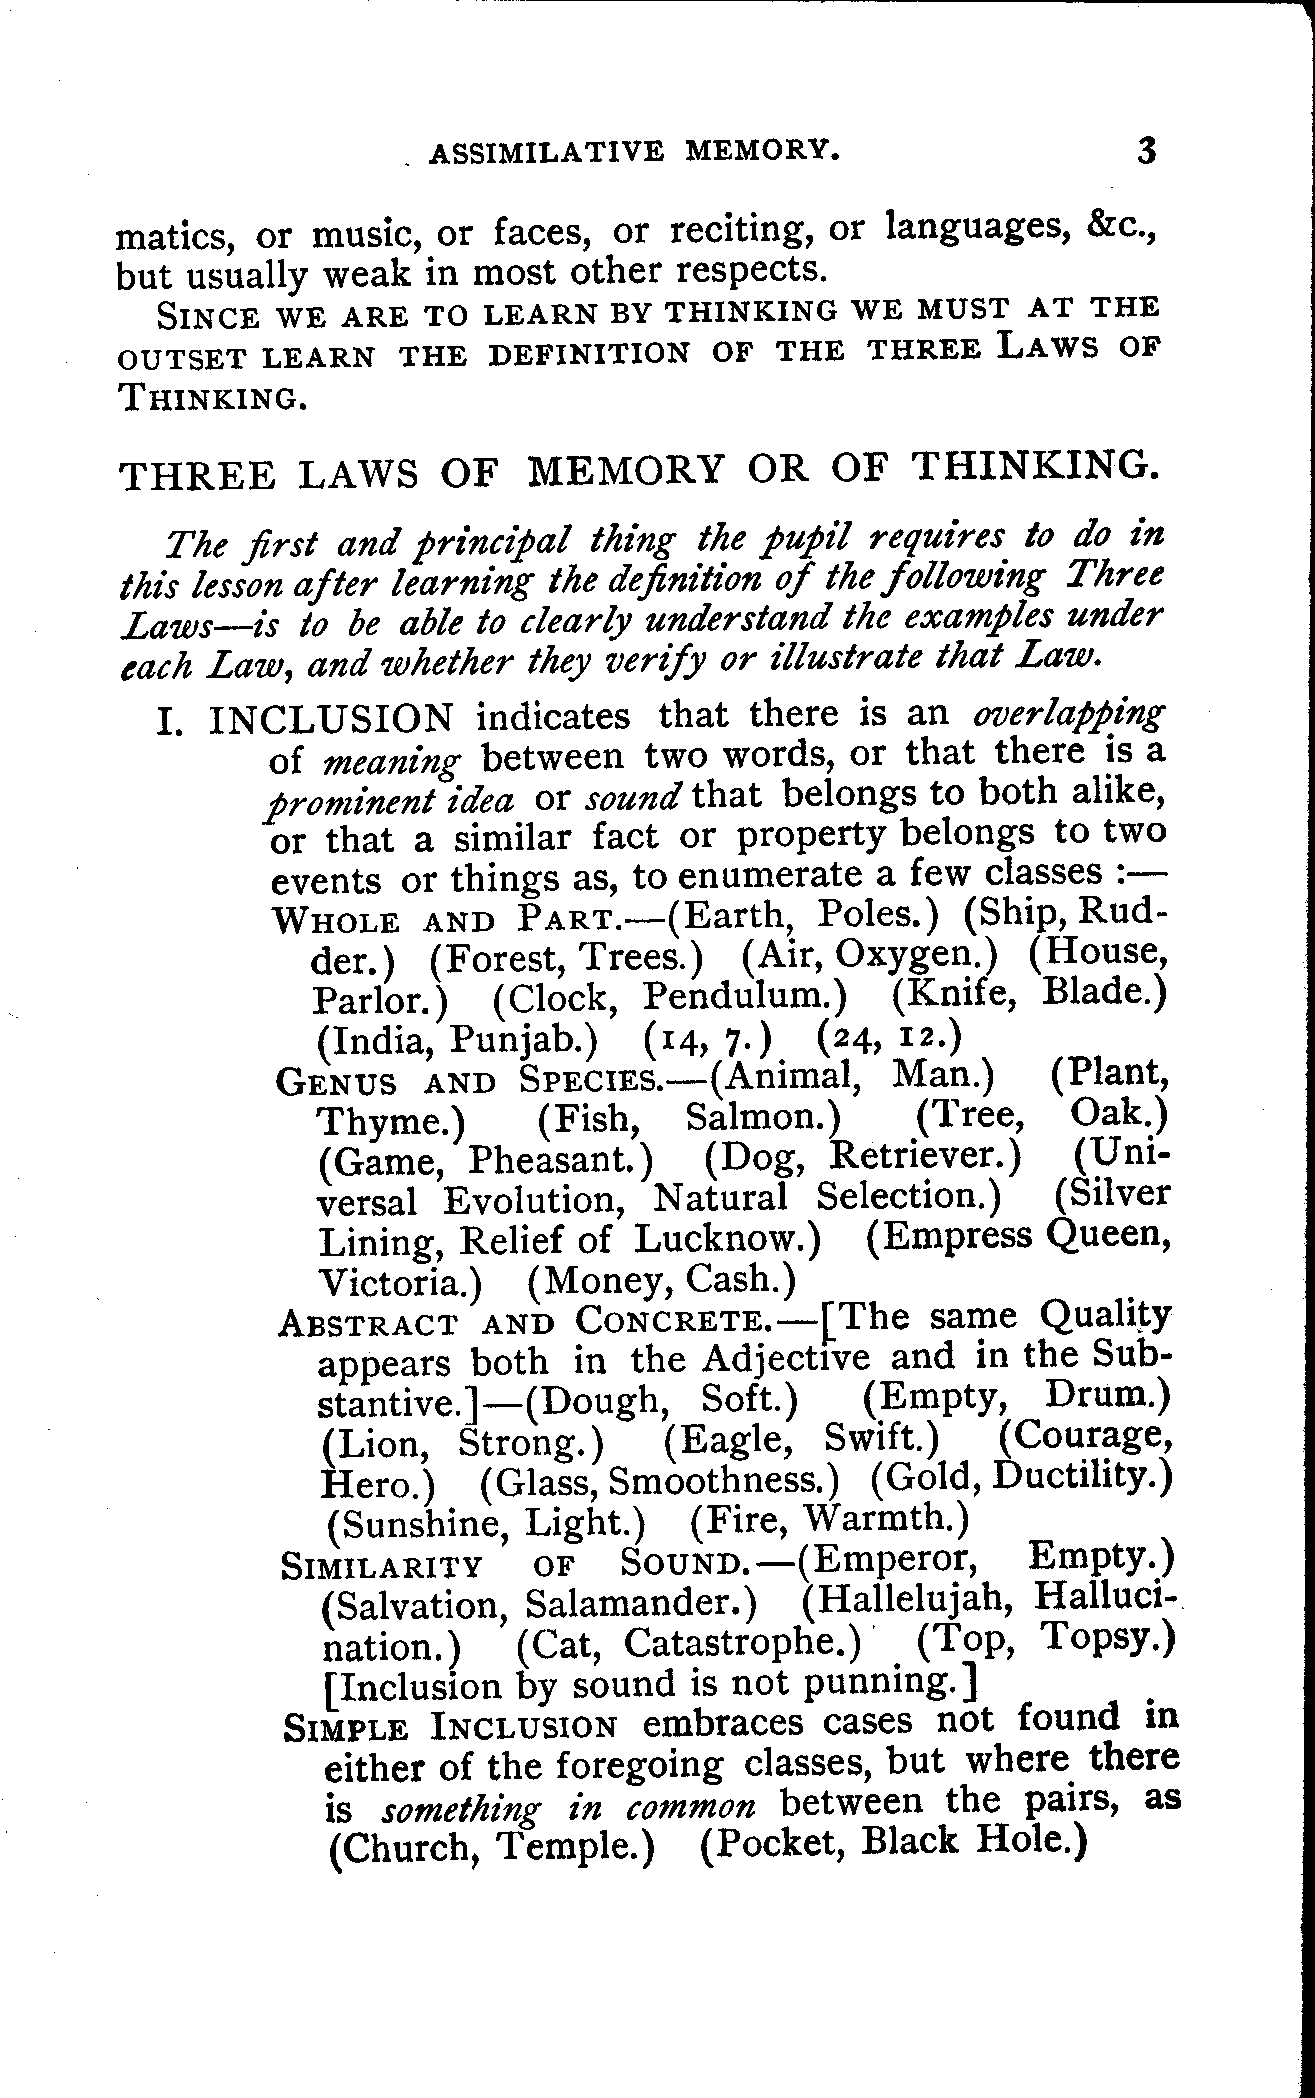 ASSIMILATIVE MEMORY. 3
matics, or music, or faces, or reciting, or languages, &c.,
but usually weak in most other respects.
SINCE WE ARE TO LEARN BY THINKING WE MUST AT THE
OUTSET LEARN THE DEFINITION OF THE THREE LAWS OF
THINKING.
THREE LAWS OF MEMORY OR OF THINKING.
The first and principal thing the pupil requires to do in
this lesson after learning the definition of the following Three
Laws—is to be able to clearly understand the examples under
each Law, and whether they verify or illustrate that Law.
I. INCLUSION indicates that there is an overlapping
of meaning between two words, or that there is a
prominent idea or sound that belongs to both alike,
or that a similar fact or property belongs to two
events or things as, to enumerate a few classes :—
WHOLE AND PART.—(Earth, Poles.) (Ship, Rud-
der.) (Forest, Trees.) (Air, Oxygen.) (House,
Parlor.) (Clock, Pendulum.) (Knife, Blade.)
(India, Punjab.) (14, 7.) (24, 12.)
GENUS AND SPECIES.—(Animal, Man.) (Plant,
Thyme.) (Fish, Salmon.) (Tree, Oak.)
(Game, Pheasant.) (Dog, Retriever.) (Uni-
versal Evolution, Natural Selection.) (Silver
Lining, Relief of Lucknow.) (Empress Queen,
Victoria.) (Money, Cash.)
ABSTRACT AND CONCRETE.—[The same Quality
appears both in the Adjective and in the Sub-
stantive.]—(Dough, Soft.) (Empty, Drum.)
(Lion, Strong.) (Eagle, Swift.) (Courage,
Hero.) (Glass, Smoothness.) (Gold, Ductility.)
(Sunshine, Light.) (Fire, Warmth.)
SIMILARITY OF SOUND.—(Emperor, Empty.)
(Salvation, Salamander.) (Hallelujah, Halluci-
nation.) (Cat, Catastrophe.) (Top, Topsy.)
[Inclusion by sound is not punning.]
SIMPLE INCLUSION embraces cases not found in
either of the foregoing classes, but where there
is something in common between the pairs, as
(Church, Temple.) (Pocket, Black Hole.)